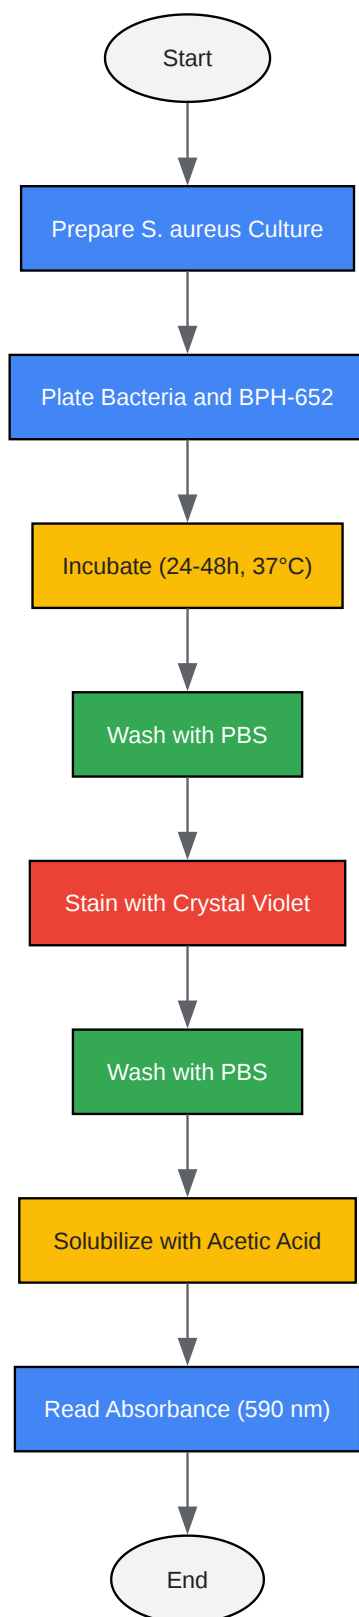 Start
Prepare S. aureus Culture
Plate Bacteria and BPH-652
Incubate (24-48h, 37°C)
Wash with PBS
Stain with Crystal Violet
Wash with PBS
Solubilize with Acetic Acid
Read Absorbance (590 nm)
End